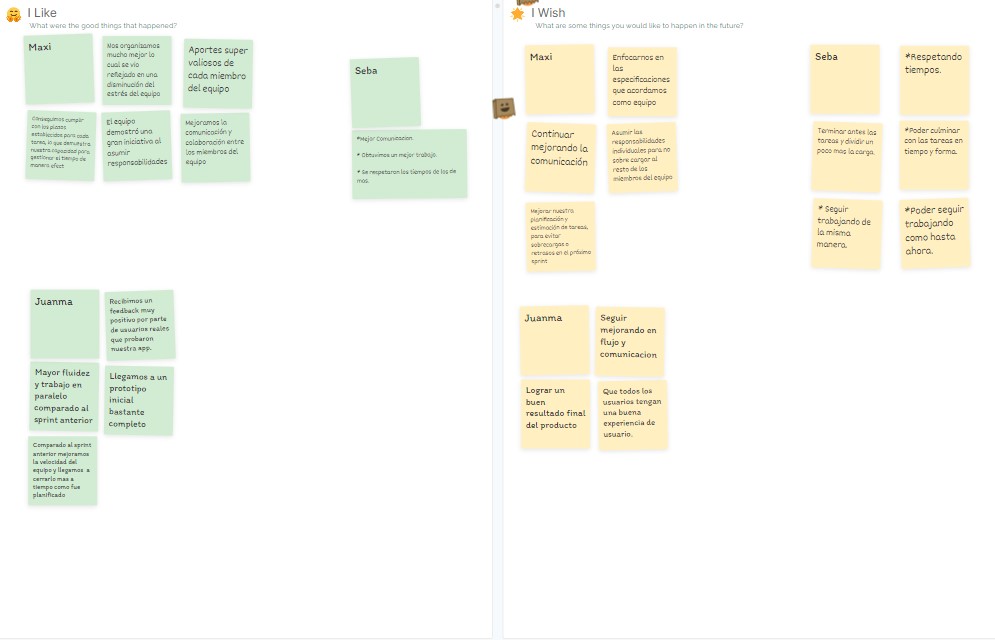 I Like
What were the good things that happened?
Maxi
Nos organizamos
mucho mejor lo
cual se vio
reflejado en una
disminución del
estrés del equipo
Aportes super
valiosos de
cada miembro
del equipo
Conseguimos cumplir
con los plazos
establecidos para cada
tarea, lo que demuestra
nuestra capacidad para
gestionar el tiempo de
manera efect
El equipo
demostró una
gran iniciativa al
asumir
responsabilidades
Mejoramos la
comunicación y
colaboración entre
los miembros del
equipo
Seba
*Mejor Comunicacion.
* Obtuvimos un mejor trabajo.
* Se respetaron los tiempos de los de
mas.
Juanma
Recibimos un
feedback muy
positivo por parte
de usuarios reales
que probaron
nuestra app.
Mayor fluidez
y trabajo en
paralelo
comparado al
sprint anterior
Llegamos a un
prototipo
inicial
bastante
completo
Comparado al sprint
anterior mejoramos
la velocidad del
equipo y llegamos a
cerrarlo mas a
tiempo como fue
planificado
I Wish
What are some things you would like to happen in the future?
Maxi
Enfocarnos en
las
especificaciones
que acordamos
como equipo
Continuar
mejorando la
comunicación
Asumir las
responsabilidades
individuales para no
sobre cargar al
resto de los
miembros del equipo
Mejorar nuestra
planificación y
estimación de tareas,
para evitar
sobrecargas o
retrasos en el próximo
sprint
Seba
*Respetando
tiempos.
Terminar antes las
tareas y dividir un
poco mas la carga.
*Poder culminar
con las tareas en
tiempo y forma.
* Seguir
trabajando de
la misma
manera.
*Poder seguir
trabajando
como hasta
ahora.
Juanma
Seguir
mejorando en
flujo y
comunicacion
Lograr un
buen
resultado final
del producto
Que todos los
usuarios tengan
una buena
experiencia de
usuario.